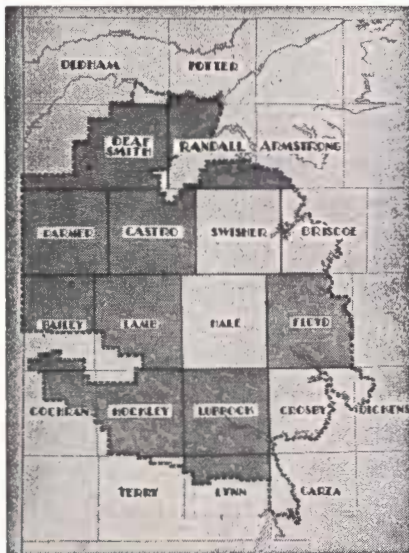 OLDHAM POTTER
DEAF SMITH
RANDALL ARMSTRONG
PARMER CASTRO SWISHER BRISCOE
BAILEY LAMB HALE FLOYD
COCHRAN HOCKLEY LUBBOCK CROSBY DICKENS
TERRY LYNN GARZA